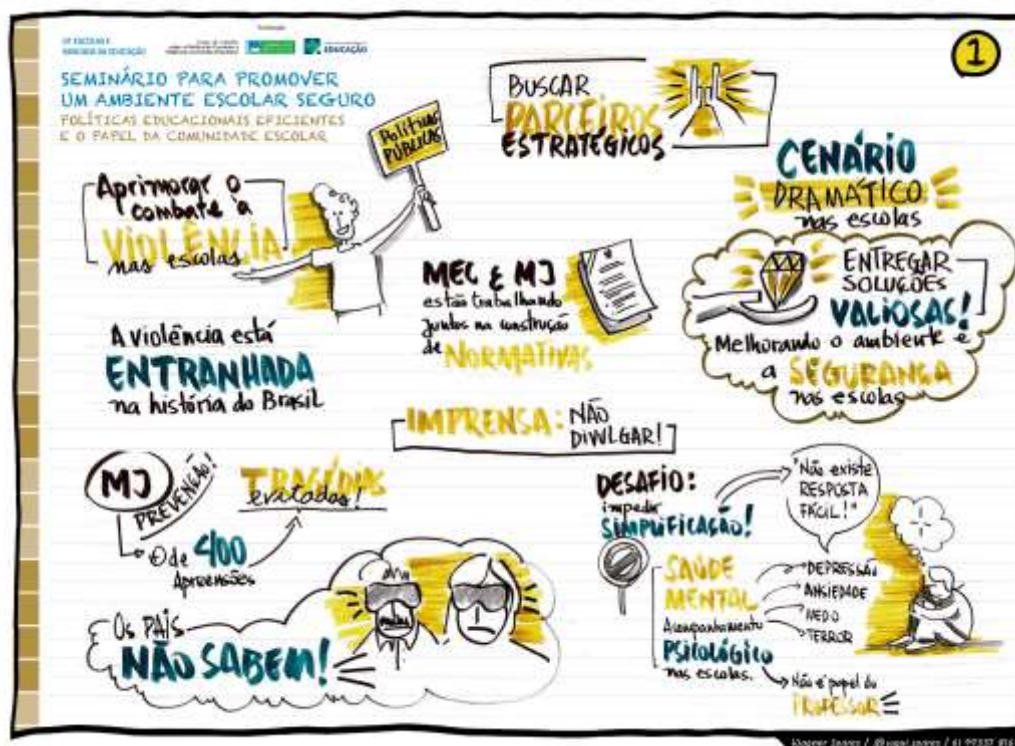 1
EDUCAÇÃO
SEMINÁRIO PARA PROMOVER
UM AMBIENTE ESCOLAR SEGURO
POLÍTICAS EDUCACIONAIS EFICIENTES
E O PAPEL DA COMUNIDADE ESCOLAR
BUSCAR
PARCEIROS
ESTRATÉGICOS
POLÍTICAS
PÚBLICAS
Aprimorar o
combate à
VIOLÊNCIA
nas escolas
CENÁRIO
DRAMÁTICO
nas escolas
ENTREGAR
SOLUÇÕES
VALIOSAS!
Melhorando o ambiente e
a SEGURANÇA
nas escolas
MEC E MJ
estão trabalhando
juntos na construção
de NORMATIVAS
A violência está
ENTRANHADA
na história do Brasil
IMPRENSA: NÃO
DIVULGAR!
MJ
PREVENÇÃO!
de 400
Apreensões
TRAGÉDIAS
evitadas!
Os PAIS
NÃO SABEM!
DESAFIO:
impedir
SIMPLIFICAÇÃO!
"Não existe
RESPOSTA
FÁCIL!"
SAÚDE
MENTAL
DEPRESSÃO
ANSIEDADE
MEDO
TERROR
Acompanhamento
PSICOLÓGICO
nas escolas.
Não é papel do
PROFESSOR